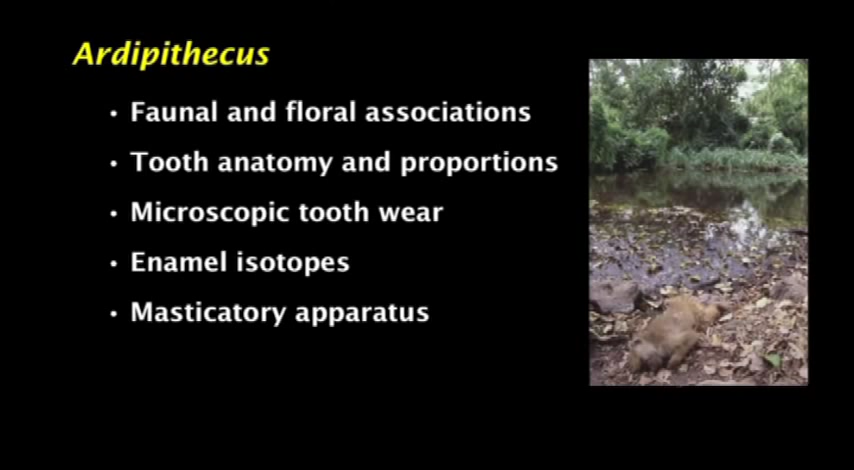 Ardipithecus
• Faunal and floral associations
• Tooth anatomy and proportions
• Microscopic tooth wear
• Enamel isotopes
• Masticatory apparatus